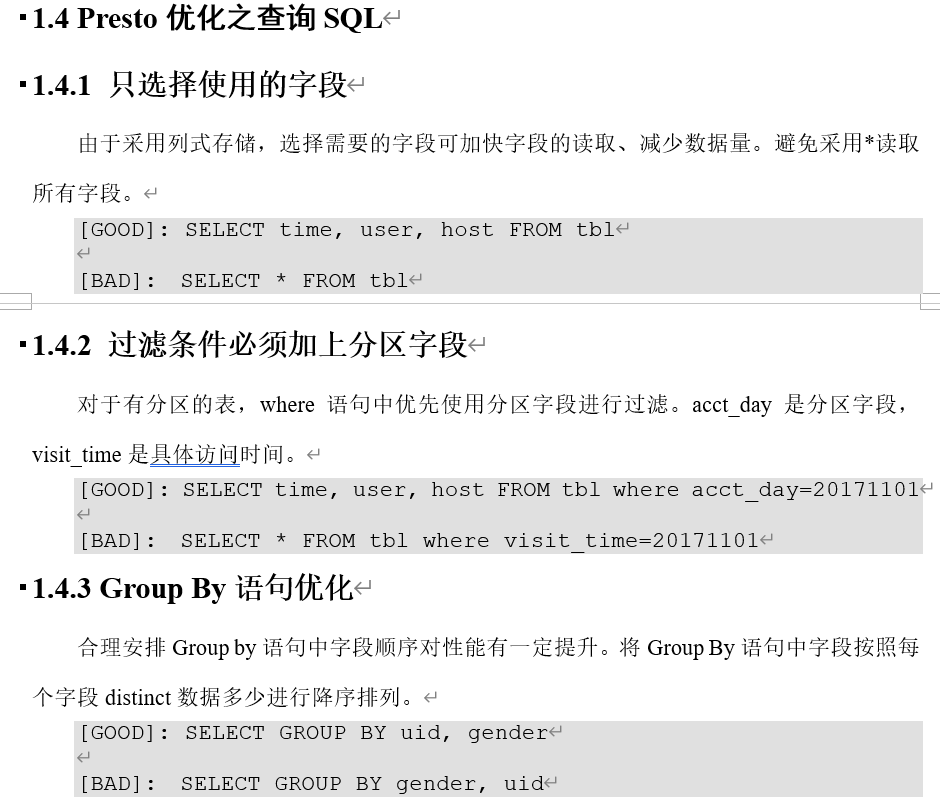 1.4 Presto 优化之查询 SQL
1.4.1 只选择使用的字段
由于采用列式存储，选择需要的字段可加快字段的读取、减少数据量。避免采用*读取
所有字段。
[GOOD]: SELECT time, user, host FROM tbl
[BAD]: SELECT * FROM tbl
1.4.2 过滤条件必须加上分区字段
对于有分区的表，where 语句中优先使用分区字段进行过滤。acct_day 是分区字段，
visit_time 是具体访问时间。
[GOOD]: SELECT time, user, host FROM tbl where acct_day=20171101
[BAD]: SELECT * FROM tbl where visit_time=20171101
1.4.3 Group By 语句优化
合理安排 Group by 语句中字段顺序对性能有一定提升。将 Group By 语句中字段按照每
个字段 distinct 数据多少进行降序排列。
[GOOD]: SELECT GROUP BY uid, gender
[BAD]: SELECT GROUP BY gender, uid